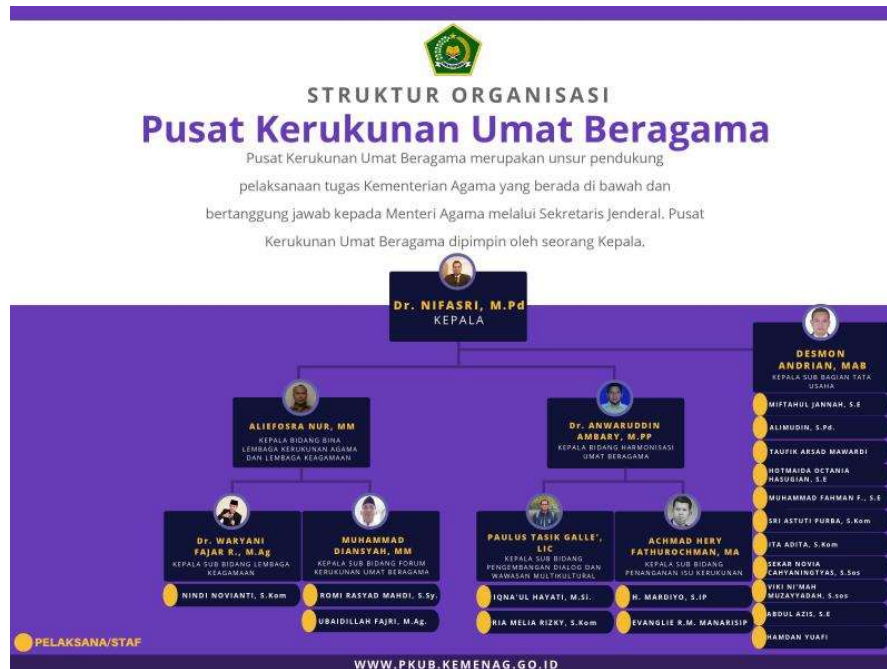 STRUKTUR ORGANISASI
Pusat Kerukunan Umat Beragama
Pusat Kerukunan Umat Beragama merupakan unsur pendukung
pelaksanaan tugas Kementerian Agama yang berada di bawah dan
bertanggung jawab kepada Menteri Agama melalui Sekretaris Jenderal. Pusat
Kerukunan Umat Beragama dipimpin oleh seorang Kepala.
Dr. NIFASRI, M.Pd
KEPALA
DESMON
ANDRIAN, MAB
KEPALA SUB BAGIAN TATA
USAHA
MIFTAHUL JANNAH, S.E
ALIMUDIN, S.Pd.
TAUFIK ARSAD MAWARDI
HOTMAIDA OCTANIA
HASUGIAN, S.E
MUHAMMAD FAHMAN F., S.E
SRI ASTUTI PURBA, S.Kom
ITA ADITA, S.Kom
SEKAR NOVIA
CAHYANINGTYAS, S.Sos
VIKI NI'MAH
MUZAYYADAH, S.sos
ABDUL AZIS, S.E
HAMDAN YUAFI
ALIEFOSRA NUR, MM
KEPALA BIDANG BINA
LEMBAGA KERUKUNAN AGAMA
DAN LEMBAGA KEAGAMAAN
Dr. ANWARUDDIN
AMBARY, M.PP
KEPALA BIDANG HARMONISASI
UMAT BERAGAMA
Dr. WARYANI
FAJAR R., M.Ag
KEPALA SUB BIDANG LEMBAGA
KEAGAMAAN
NINDI NOVIANTI, S.Kom
MUHAMMAD
DIANSYAH, MM
KEPALA SUB BIDANG FORUM
KERUKUNAN UMAT BERAGAMA
ROMI RASYAD MAHDI, S.Sy.
UBAIDILLAH FAJRI, M.Ag.
PAULUS TASIK GALLE',
LIC
KEPALA SUB BIDANG
PENGEMBANGAN DIALOG DAN
WAWASAN MULTIKULTURAL
IQNA'UL HAYATI, M.Si.
RIA MELIA RIZKY, S.Kom
ACHMAD HERY
FATHUROCHMAN, MA
KEPALA SUB BIDANG
PENANGANAN ISU KERUKUNAN
H. MARDIYO, S.IP
EVANGLIE R.M. MANARISIP
PELAKSANA/STAF
WWW.PKUB.KEMENAG.GO.ID